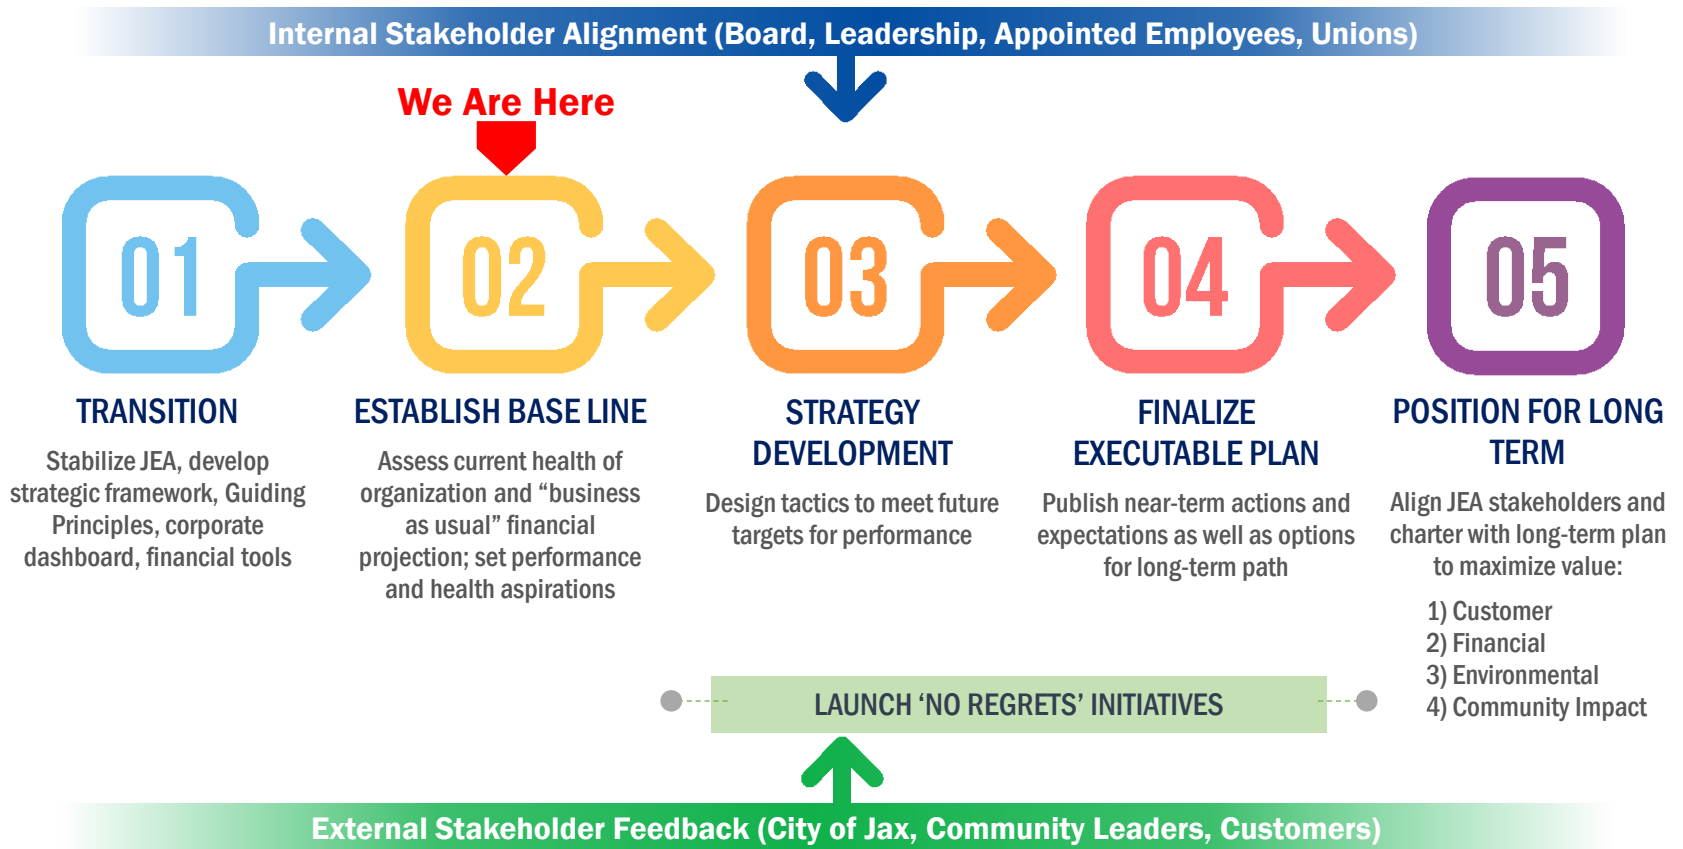 Internal Stakeholder Alignment (Board, Leadership, Appointed Employees, Unions)
We Are Here
01
TRANSITION
Stabilize JEA, develop
strategic framework, Guiding
Principles, corporate
dashboard, financial tools
02
ESTABLISH BASE LINE
Assess current health of
organization and “business
as usual” financial
projection; set performance
and health aspirations
03
STRATEGY
DEVELOPMENT
Design tactics to meet future
targets for performance
04
FINALIZE
EXECUTABLE PLAN
Publish near-term actions and
expectations as well as options
for long-term path
05
POSITION FOR LONG
TERM
Align JEA stakeholders and
charter with long-term plan
to maximize value:
1) Customer
2) Financial
3) Environmental
4) Community Impact
LAUNCH ‘NO REGRETS’ INITIATIVES
External Stakeholder Feedback (City of Jax, Community Leaders, Customers)